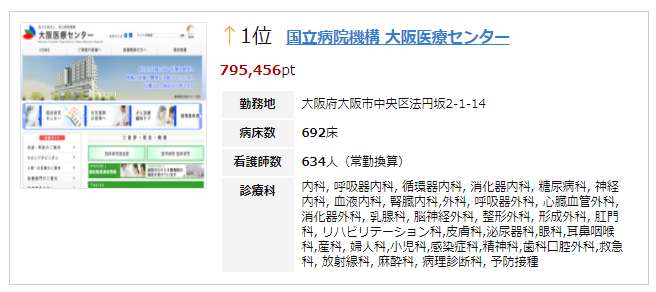 ↑1位 国立病院機構 大阪医療センター
795,456pt
勤務地 大阪府大阪市中央区法円坂2-1-14
病床数 692床
看護師数 634人（常勤換算）
診療科 内科, 呼吸器内科, 循環器内科, 消化器内科, 糖尿病科, 神経
内科, 血液内科, 腎臓内科,外科, 呼吸器外科, 心臓血管外科,
消化器外科, 乳腺科, 脳神経外科, 整形外科, 形成外科, 肛門
科, リハビリテーション科,皮膚科,泌尿器科,眼科,耳鼻咽喉
科,産科, 婦人科,小児科,感染症科,精神科,歯科口腔外科,救急
科, 放射線科, 麻酔科, 病理診断科, 予防接種
大阪医療センター